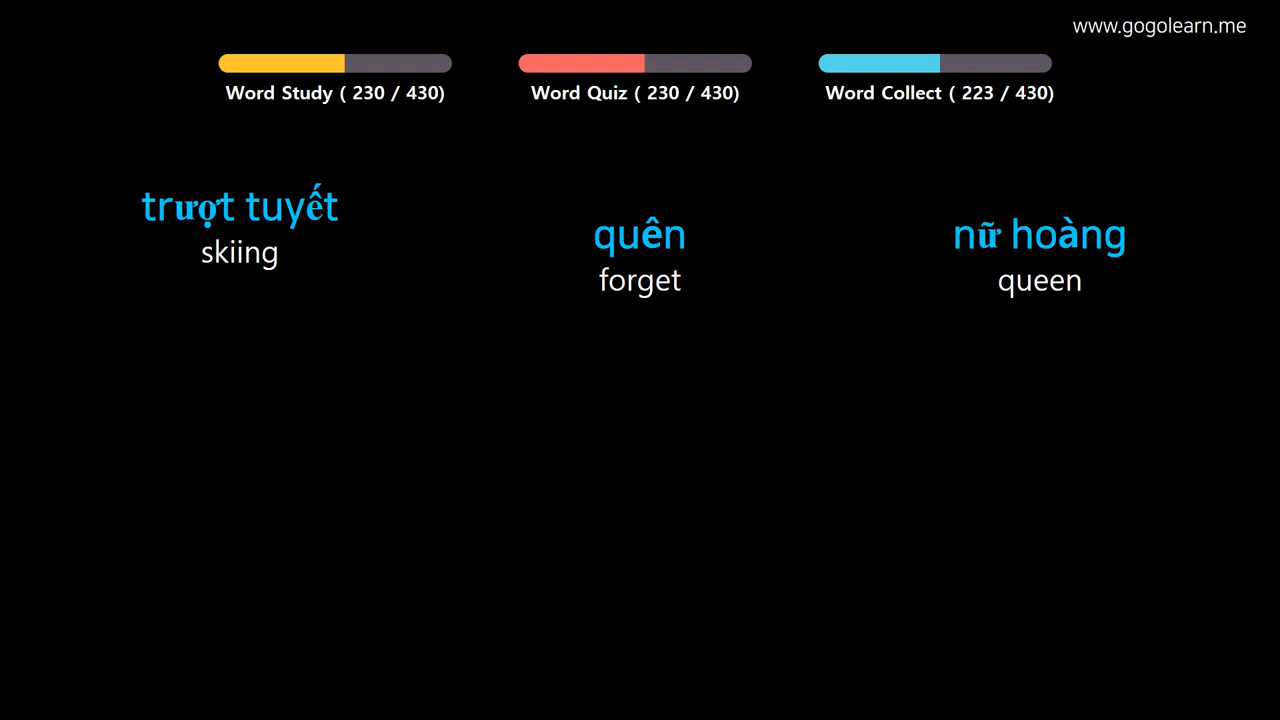 www.gogolearn.me
Word Study ( 230 / 430)
Word Quiz ( 230 / 430)
Word Collect ( 223 / 430)
trượt tuyết
skiing
quên
forget
nữ hoàng
queen